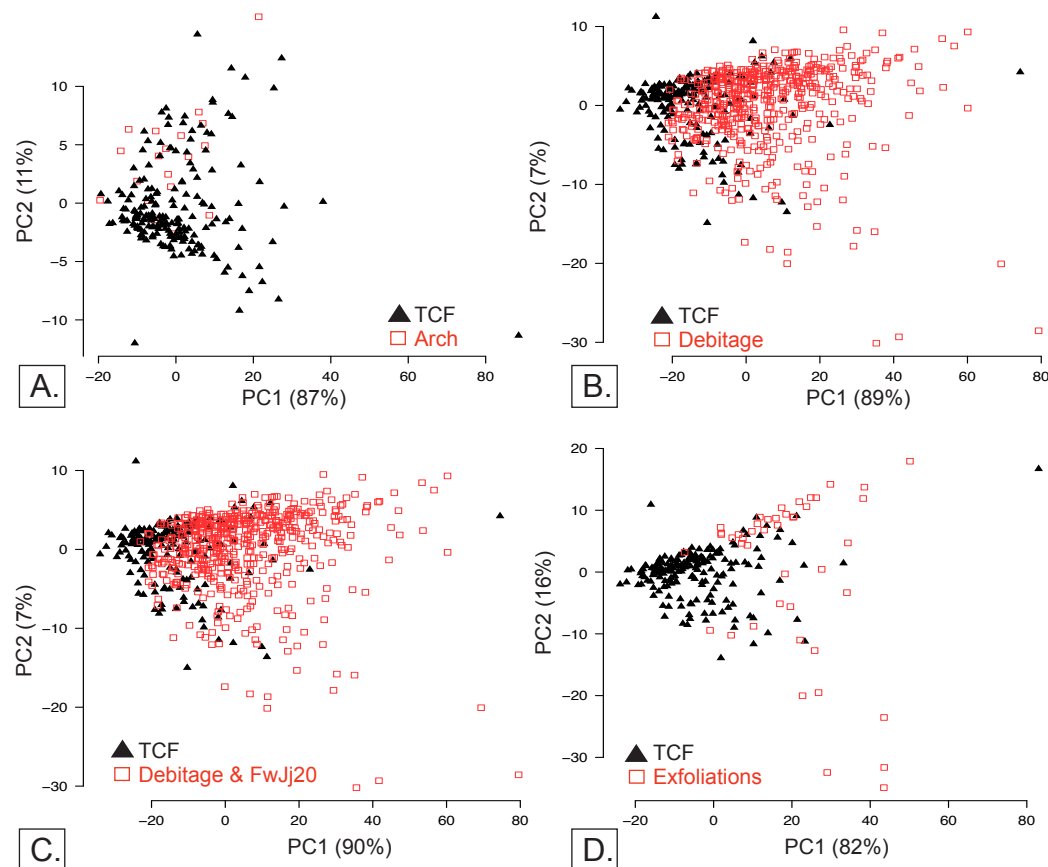 10
5
0
−5
−10
PC2 (11%)
TCF
Arch
−20 0 20 40 60 80
PC1 (87%)
A.
10
0
−10
−20
−30
PC2 (7%)
TCF
Debitage
−20 0 20 40 60 80
PC1 (89%)
B.
10
0
−10
−20
−30
PC2 (7%)
TCF
Debitage & FwJj20
−20 0 20 40 60 80
PC1 (90%)
C.
20
10
0
−10
−20
−30
PC2 (16%)
TCF
Exfoliations
−20 0 20 40 60 80
PC1 (82%)
D.